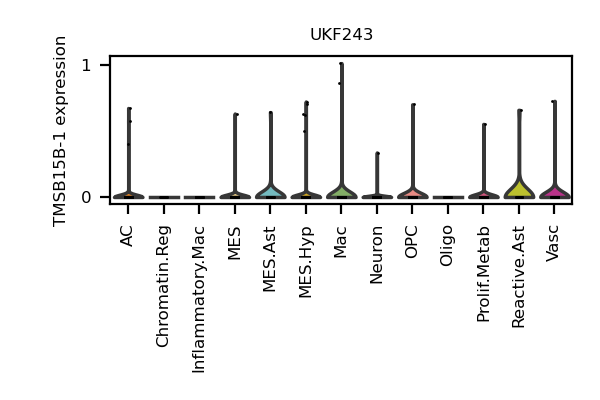 UKF243
TMSB15B-1 expression
1
0
AC
Chromatin.Reg
Inflammatory.Mac
MES
MES.Ast
MES.Hyp
Mac
Neuron
OPC
Oligo
Prolif.Metab
Reactive.Ast
Vasc